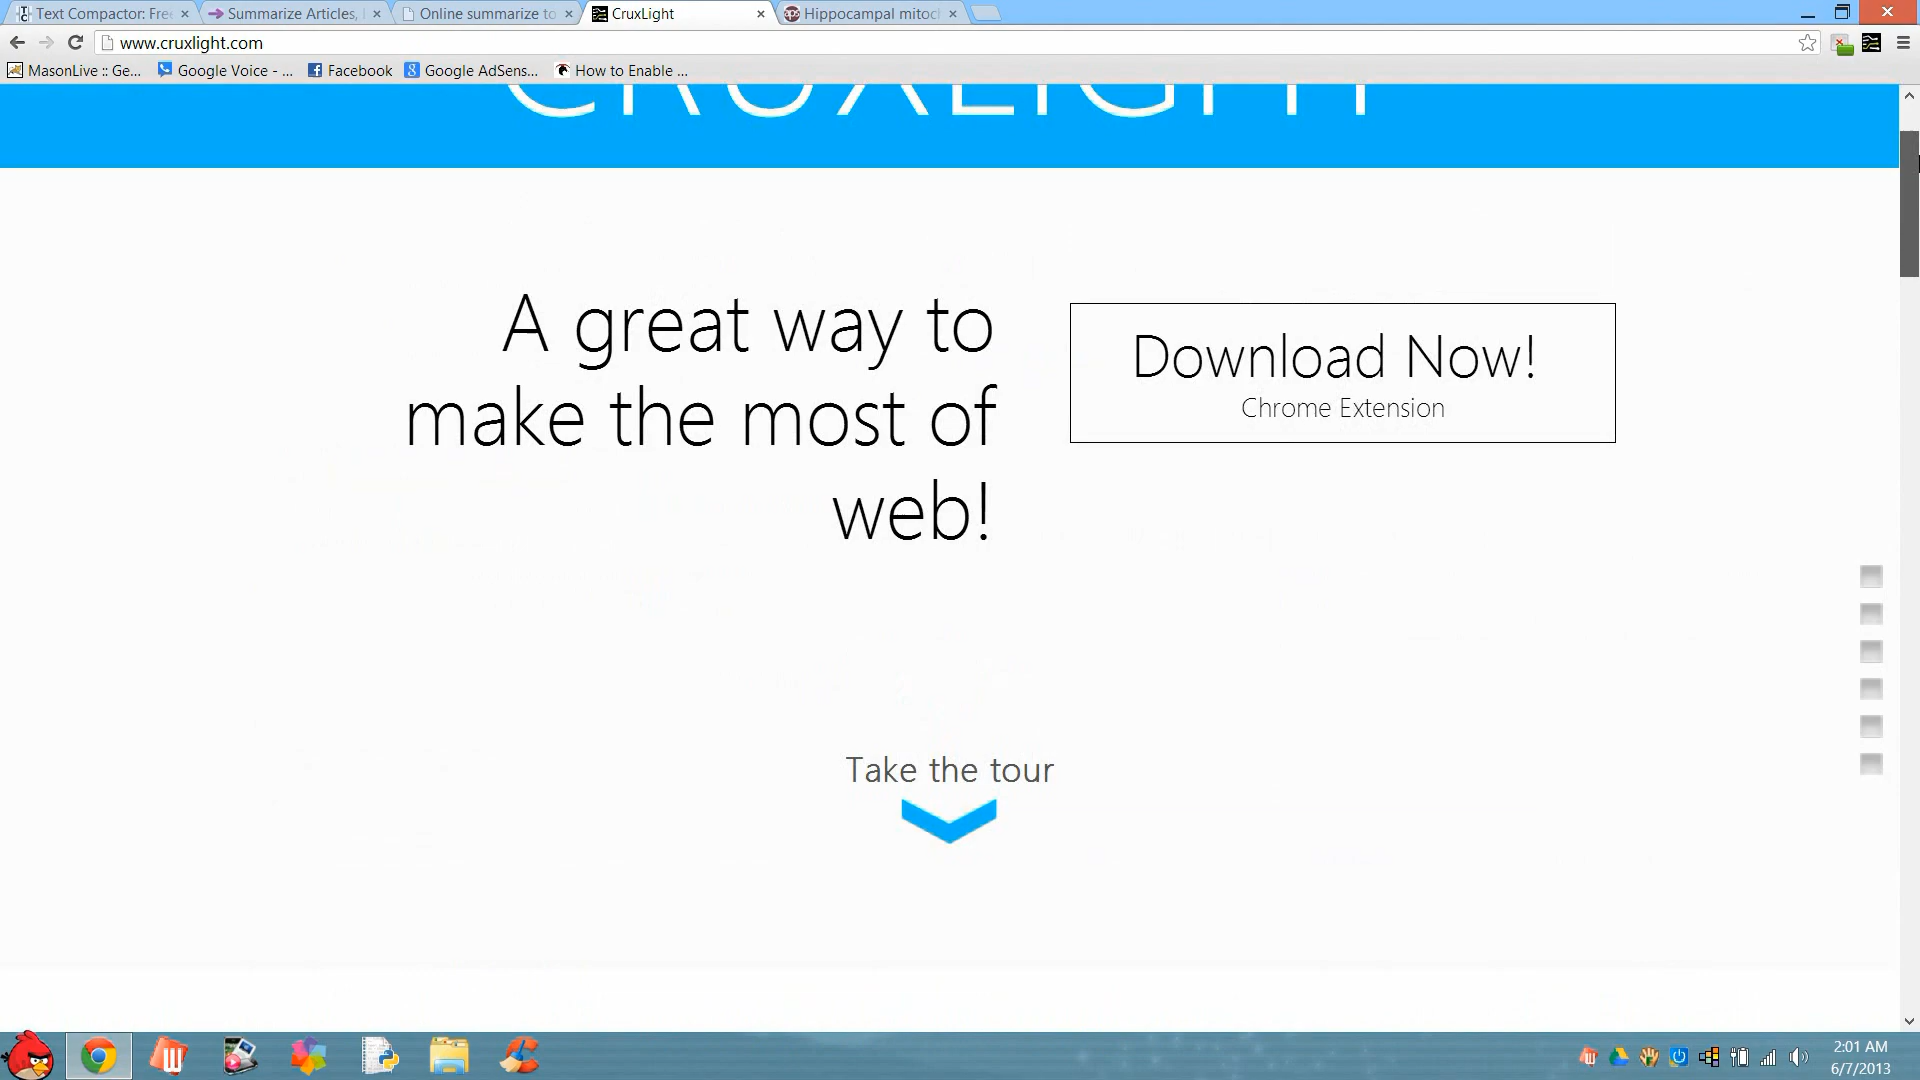 Text Compactor: Fre
Summarize Articles,
Online summarize to
CruxLight
Hippocampal mitoc
www.cruxlight.com
MasonLive :: Ge...
Google Voice - ...
Facebook
Google AdSens...
How to Enable ...
CRUXLIGHT
A great way to
make the most of
web!
Download Now!
Chrome Extension
Take the tour
2:01 AM
6/7/2013